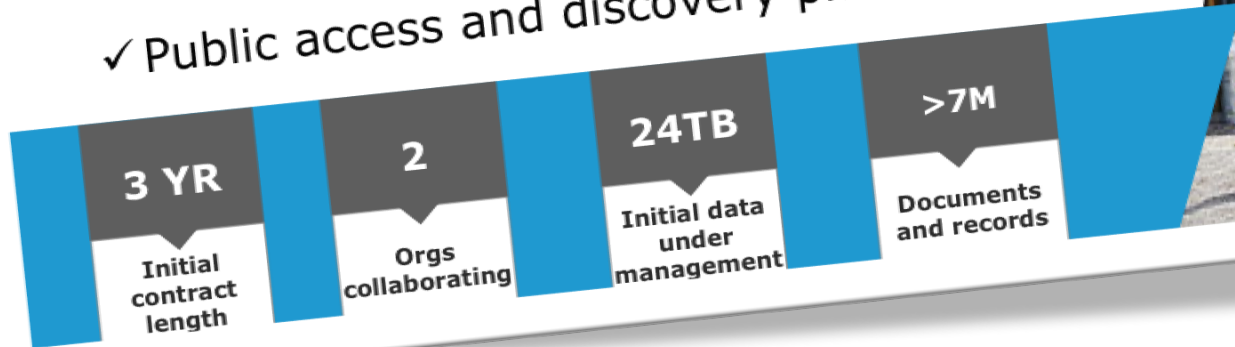 ✓ Public access and discovery
3 YR
Initial
contract
length
2
Orgs
collaborating
24TB
Initial data
under
management
>7M
Documents
and records